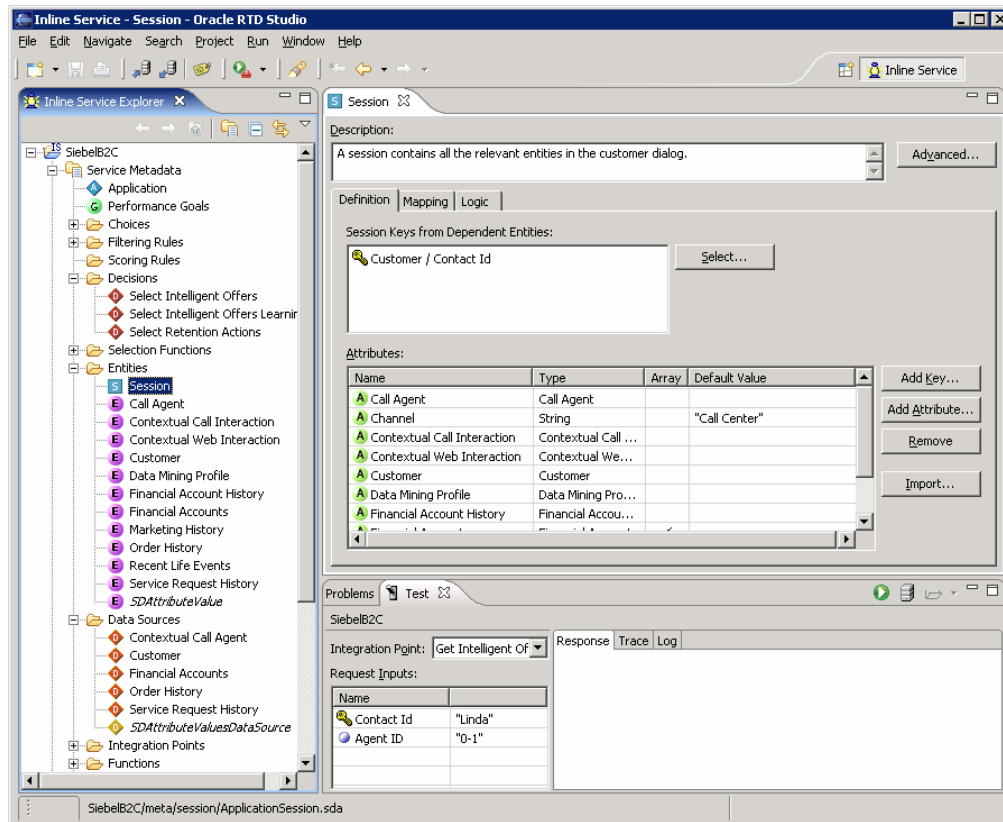 Inline Service - Session - Oracle RTD Studio
File Edit Navigate Search Project Run Window Help
Inline Service
Inline Service Explorer
IS SiebelB2C
Service Metadata
A Application
G Performance Goals
Choices
Filtering Rules
Scoring Rules
Decisions
D Select Intelligent Offers
D Select Intelligent Offers Learnin
D Select Retention Actions
Selection Functions
Entities
S Session
E Call Agent
E Contextual Call Interaction
E Contextual Web Interaction
E Customer
E Data Mining Profile
E Financial Account History
E Financial Accounts
E Marketing History
E Order History
E Recent Life Events
E Service Request History
E SDAttributeValue
Data Sources
D Contextual Call Agent
D Customer
D Financial Accounts
D Order History
D Service Request History
D SDAttributeValuesDataSource
Integration Points
Functions
S Session
Description:
A session contains all the relevant entities in the customer dialog.
Advanced...
Definition Mapping Logic
Session Keys from Dependent Entities:
Customer / Contact Id
Select...
Attributes:
Name Type Array Default Value
A Call Agent Call Agent
A Channel String "Call Center"
A Contextual Call Interaction Contextual Call ...
A Contextual Web Interaction Contextual We...
A Customer Customer
A Data Mining Profile Data Mining Pro...
A Financial Account History Financial Accou...
Add Key...
Add Attribute...
Remove
Import...
Problems Test
SiebelB2C
Integration Point: Get Intelligent Of
Request Inputs:
Name
Contact Id "Linda"
Agent ID "0-1"
Response Trace Log
SiebelB2C/meta/session/ApplicationSession.sda